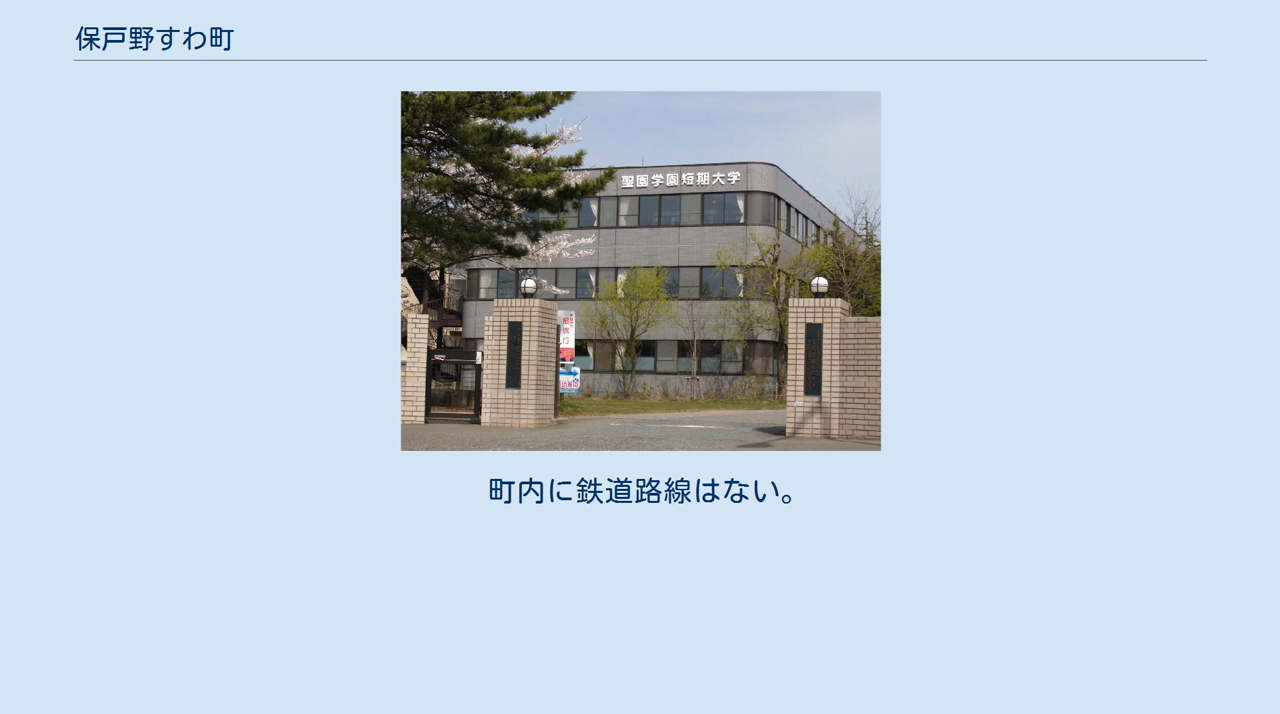 保戸野すわ町
聖園学園短期大学
町内に鉄道路線はない。